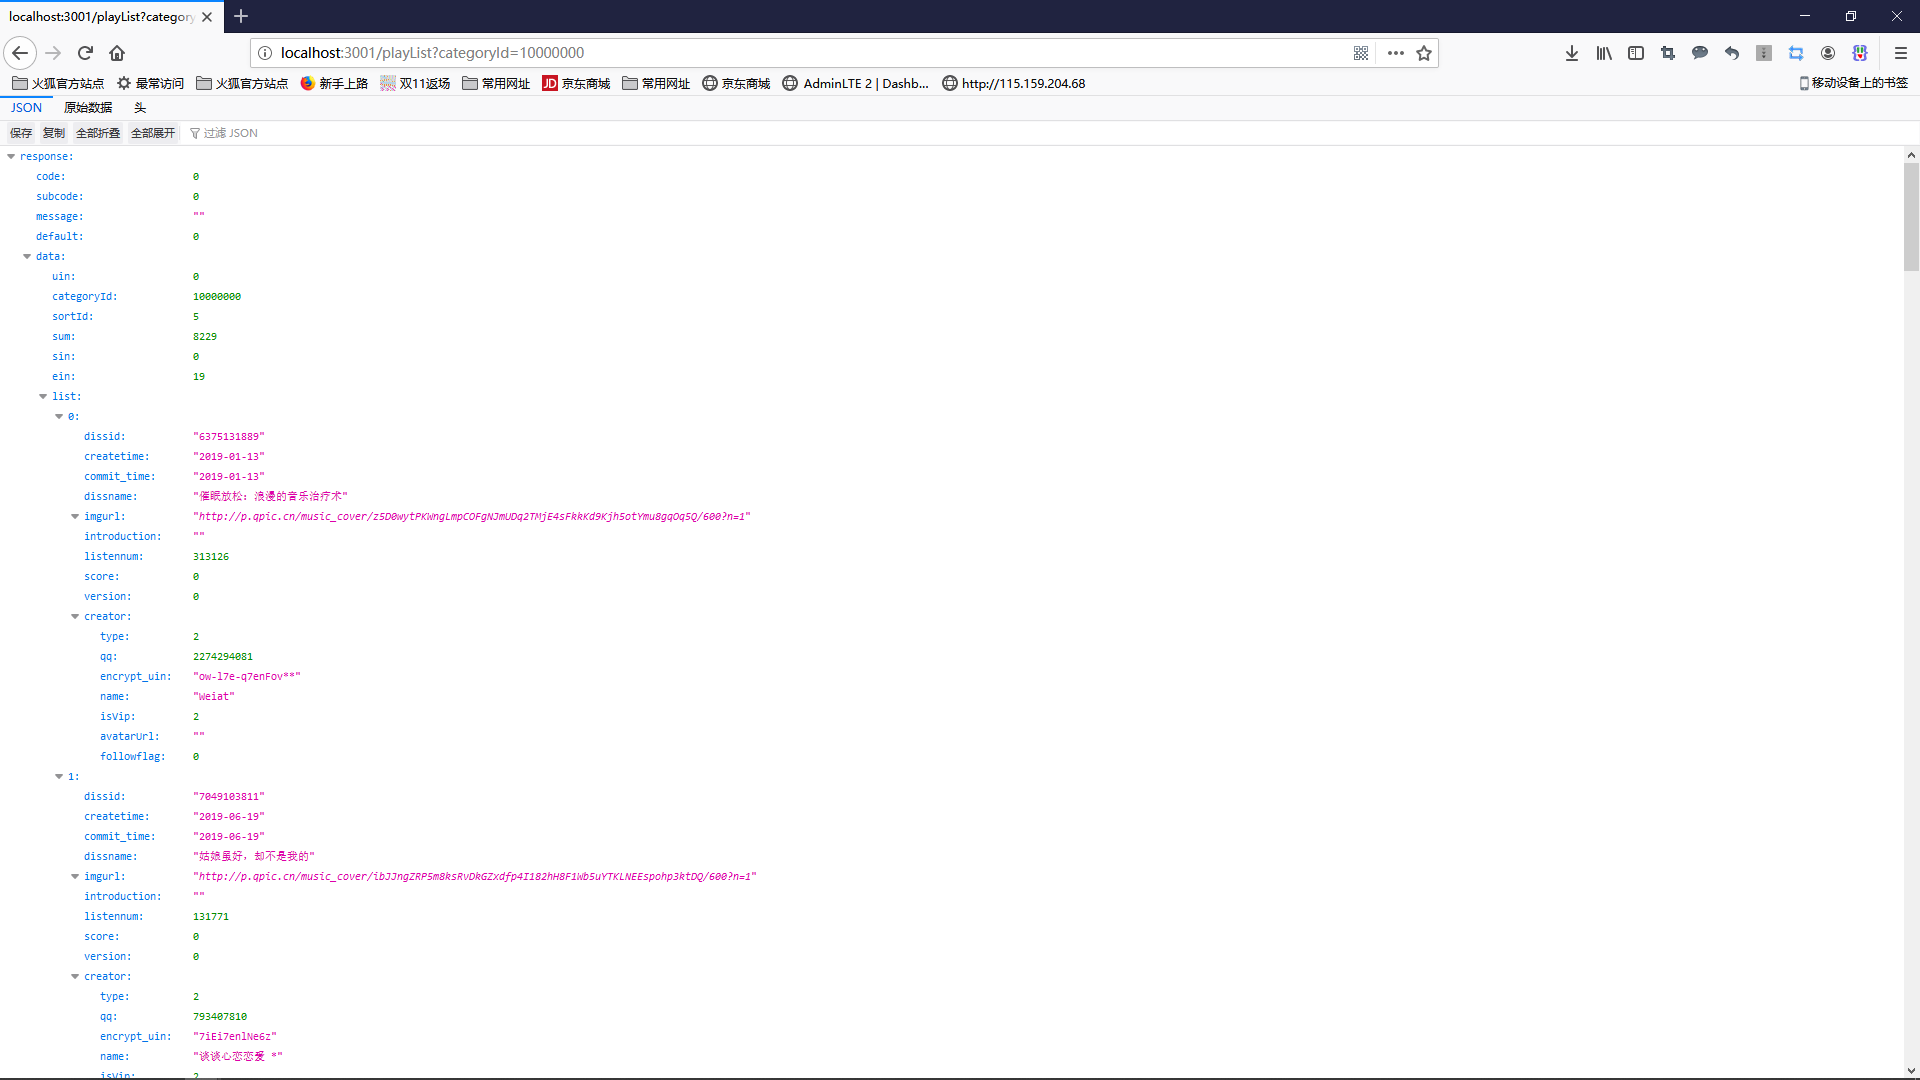 localhost:3001/playList?category
localhost:3001/playList?categoryId=10000000
火狐官方站点 最常访问 火狐官方站点 新手上路 双11返场 常用网址 JD 京东商城 常用网址 京东商城 AdminLTE 2 | Dashb... http://115.159.204.68 移动设备上的书签
JSON 原始数据 头
保存 复制 全部折叠 全部展开 过滤 JSON
response:
code: 0
subcode: 0
message: ""
default: 0
data:
uin: 0
categoryId: 10000000
sortId: 5
sum: 8229
sin: 0
ein: 19
list:
0:
dissid: "6375131889"
createtime: "2019-01-13"
commit_time: "2019-01-13"
dissname: "催眠放松：浪漫的音乐治疗术"
imgurl: "http://p.qpic.cn/music_cover/z5D0wytPKWngLmpCOFgNJmUDq2TMjE4sFkkKd9Kjh5otYmu8gqOq5Q/600?n=1"
introduction: ""
listennum: 313126
score: 0
version: 0
creator:
type: 2
qq: 2274294081
encrypt_uin: "ow-l7e-q7enFov**"
name: "Weiat"
isVip: 2
avatarUrl: ""
followflag: 0
1:
dissid: "7049103811"
createtime: "2019-06-19"
commit_time: "2019-06-19"
dissname: "姑娘虽好，却不是我的"
imgurl: "http://p.qpic.cn/music_cover/ibJJngZRP5m8ksRvDkGZxdfp4I182hH8F1Wb5uYTKLNEEspohp3ktDQ/600?n=1"
introduction: ""
listennum: 131771
score: 0
version: 0
creator:
type: 2
qq: 793407810
encrypt_uin: "7iEi7enlNe6z"
name: "谈谈心恋恋爱 *"
isVip: 2